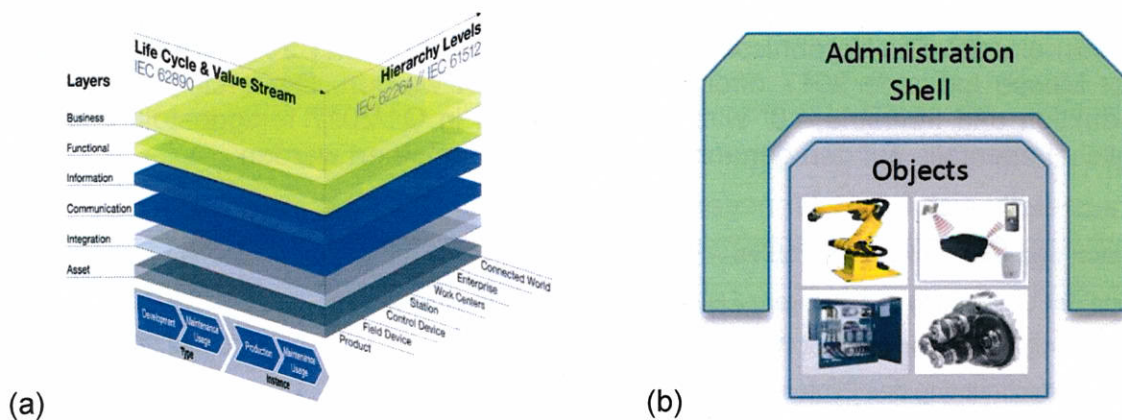 Life Cycle & Value Stream
IEC 62890
Hierarchy Levels
IEC 62264 // IEC 61512
Layers
Business
Functional
Information
Communication
Integration
Asset
Connected World
Enterprise
Work Centers
Station
Control Device
Field Device
Product
Development
Maintenance
Usage
Production
Maintenance
Usage
Type
Instance
(a)
Administration
Shell
Objects
(b)